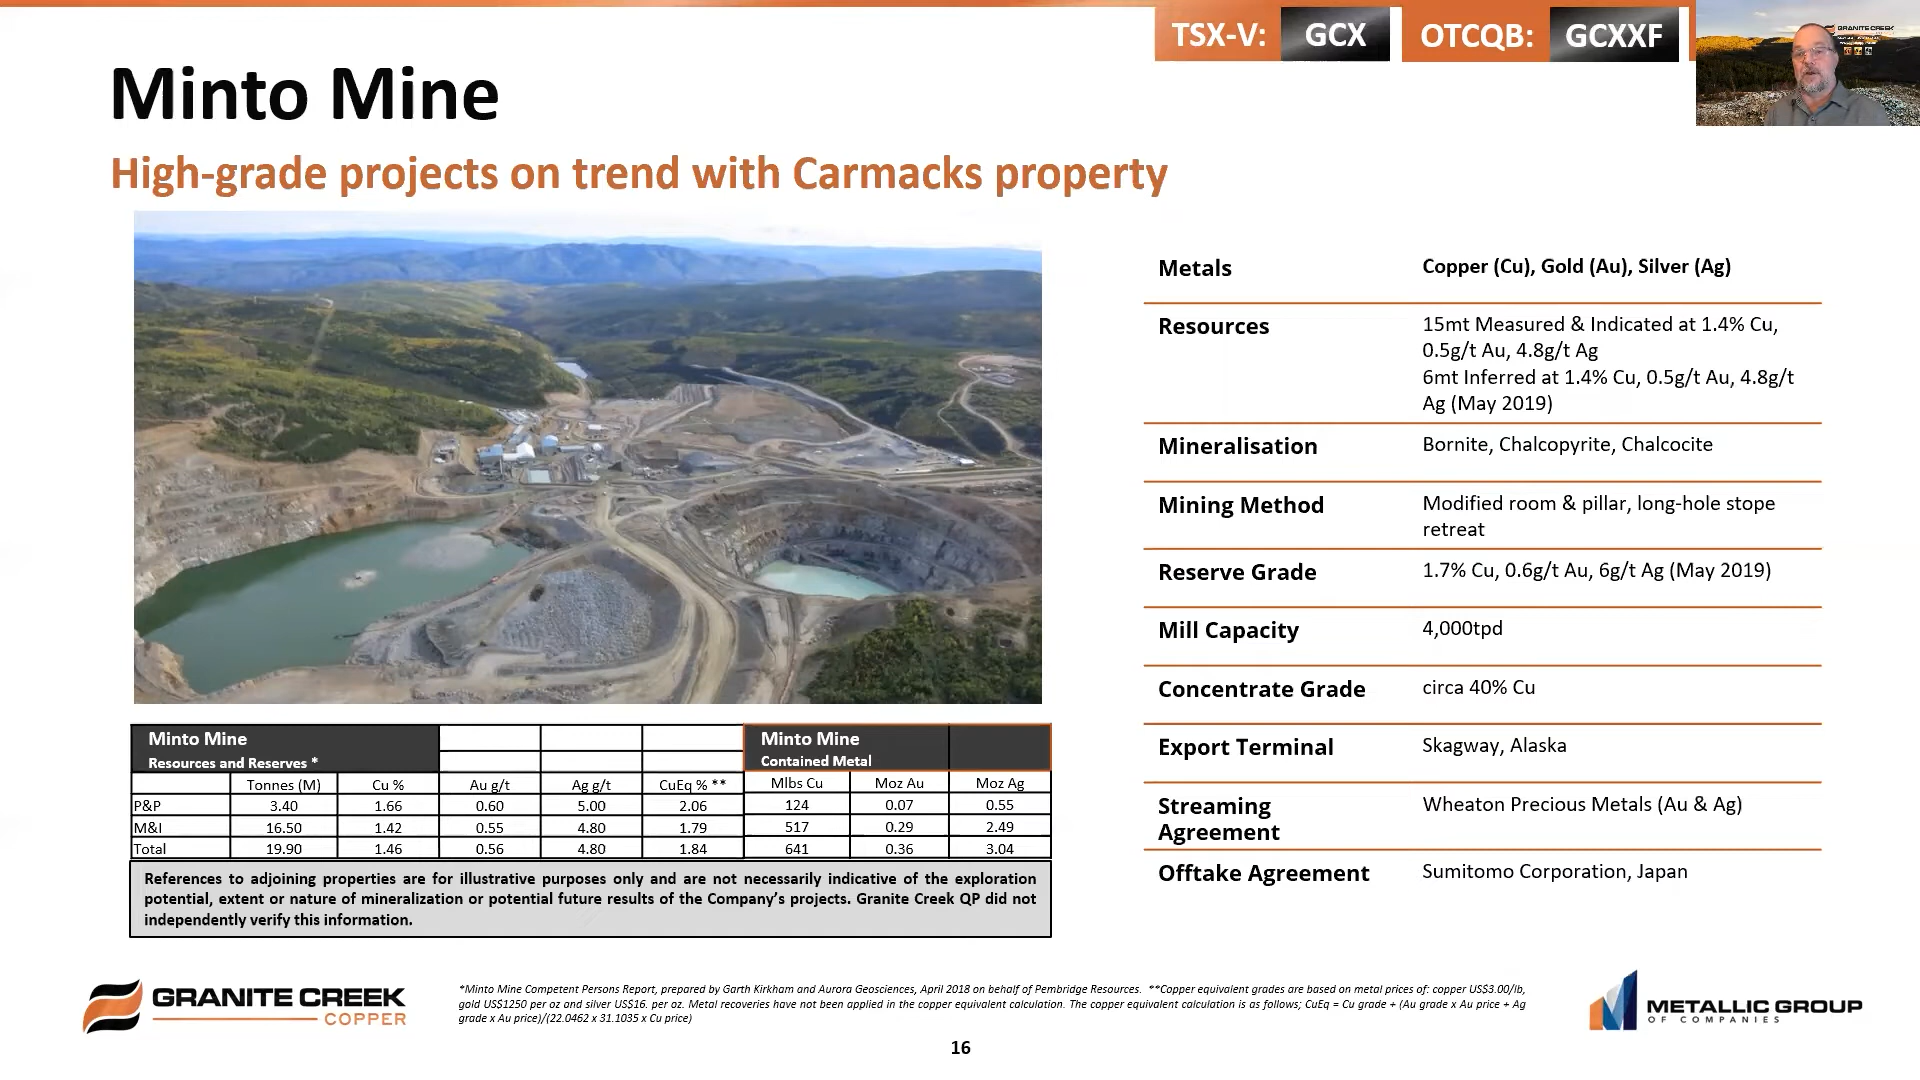 TSX-V: GCX OTCQB: GCXXF
Minto Mine
High-grade projects on trend with Carmacks property
Metals Copper (Cu), Gold (Au), Silver (Ag)
Resources 15mt Measured & Indicated at 1.4% Cu,
0.5g/t Au, 4.8g/t Ag
6mt Inferred at 1.4% Cu, 0.5g/t Au, 4.8g/t
Ag (May 2019)
Mineralisation Bornite, Chalcopyrite, Chalcocite
Mining Method Modified room & pillar, long-hole stope
retreat
Reserve Grade 1.7% Cu, 0.6g/t Au, 6g/t Ag (May 2019)
Mill Capacity 4,000tpd
Concentrate Grade circa 40% Cu
Export Terminal Skagway, Alaska
Streaming Wheaton Precious Metals (Au & Ag)
Agreement
Offtake Agreement Sumitomo Corporation, Japan
Minto Mine Minto Mine
Resources and Reserves * Contained Metal
Tonnes (M) Cu % Au g/t Ag g/t CuEq % ** Mlbs Cu Moz Au Moz Ag
P&P 3.40 1.66 0.60 5.00 2.06 124 0.07 0.55
M&I 16.50 1.42 0.55 4.80 1.79 517 0.29 2.49
Total 19.90 1.46 0.56 4.80 1.84 641 0.36 3.04
References to adjoining properties are for illustrative purposes only and are not necessarily indicative of the exploration
potential, extent or nature of mineralization or potential future results of the Company's projects. Granite Creek QP did not
independently verify this information.
GRANITE CREEK
COPPER
*Minto Mine Competent Persons Report, prepared by Garth Kirkham and Aurora Geosciences, April 2018 on behalf of Pembridge Resources. **Copper equivalent grades are based on metal prices of: copper US$3.00/lb,
gold US$1250 per oz and silver US$16. per oz. Metal recoveries have not been applied in the copper equivalent calculation. The copper equivalent calculation is as follows; CuEq = Cu grade + (Au grade x Au price + Ag
grade x Au price)/(22.0462 x 31.1035 x Cu price)
METALLIC GROUP
OF COMPANIES
16